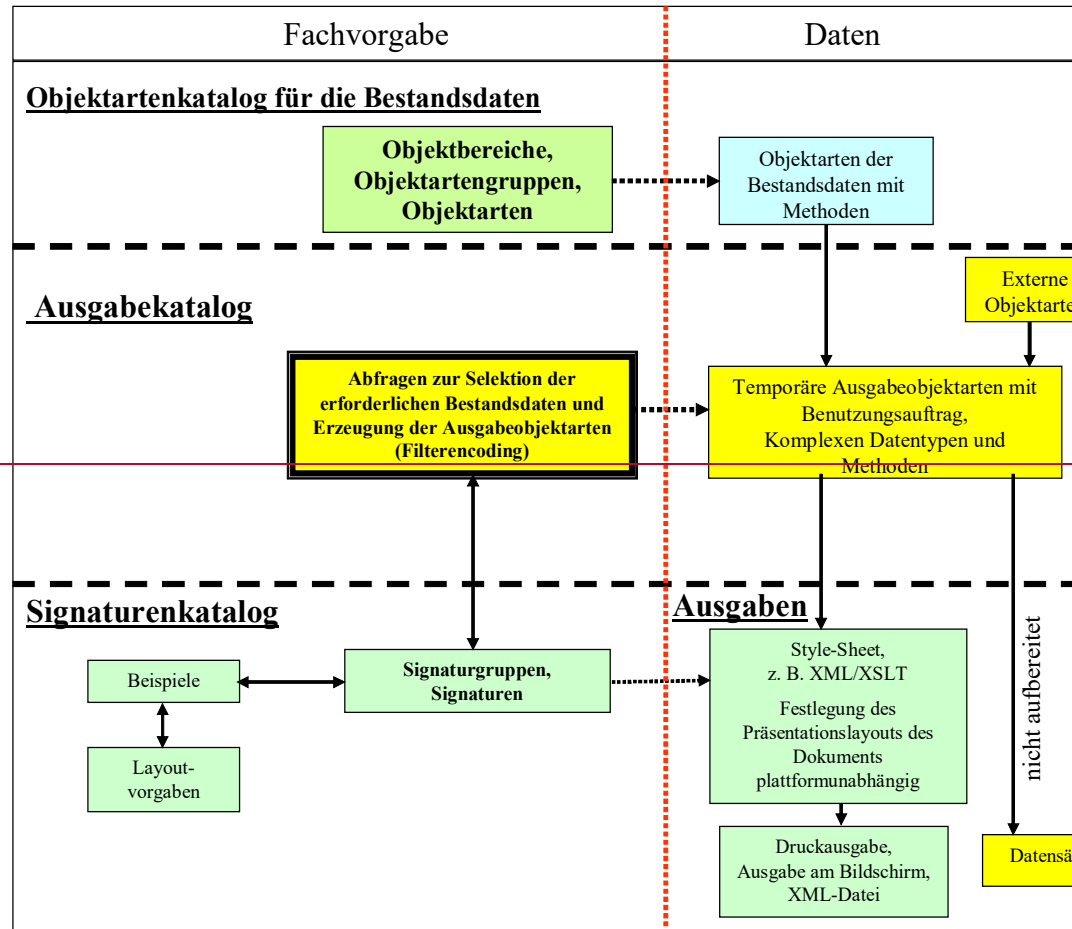 Fachvorgabe
Daten
Objektartenkatalog für die Bestandsdaten
Objektbereiche,
Objektartengruppen,
Objektarten
Objektarten der
Bestandsdaten mit
Methoden
Externe
Objektarte
Ausgabekatalog
Abfragen zur Selektion der
erforderlichen Bestandsdaten und
Erzeugung der Ausgabeobjektarten
(Filterencoding)
Temporäre Ausgabeobjektarten mit
Benutzungsauftrag,
Komplexen Datentypen und
Methoden
Signaturenkatalog
Ausgaben
Beispiele
Signaturgruppen,
Signaturen
Layout-
vorgaben
Style-Sheet,
z. B. XML/XSLT
Festlegung des
Präsentationslayouts des
Dokuments
plattformunabhängig
nicht aufbereitet
Druckausgabe,
Ausgabe am Bildschirm,
XML-Datei
Datensä